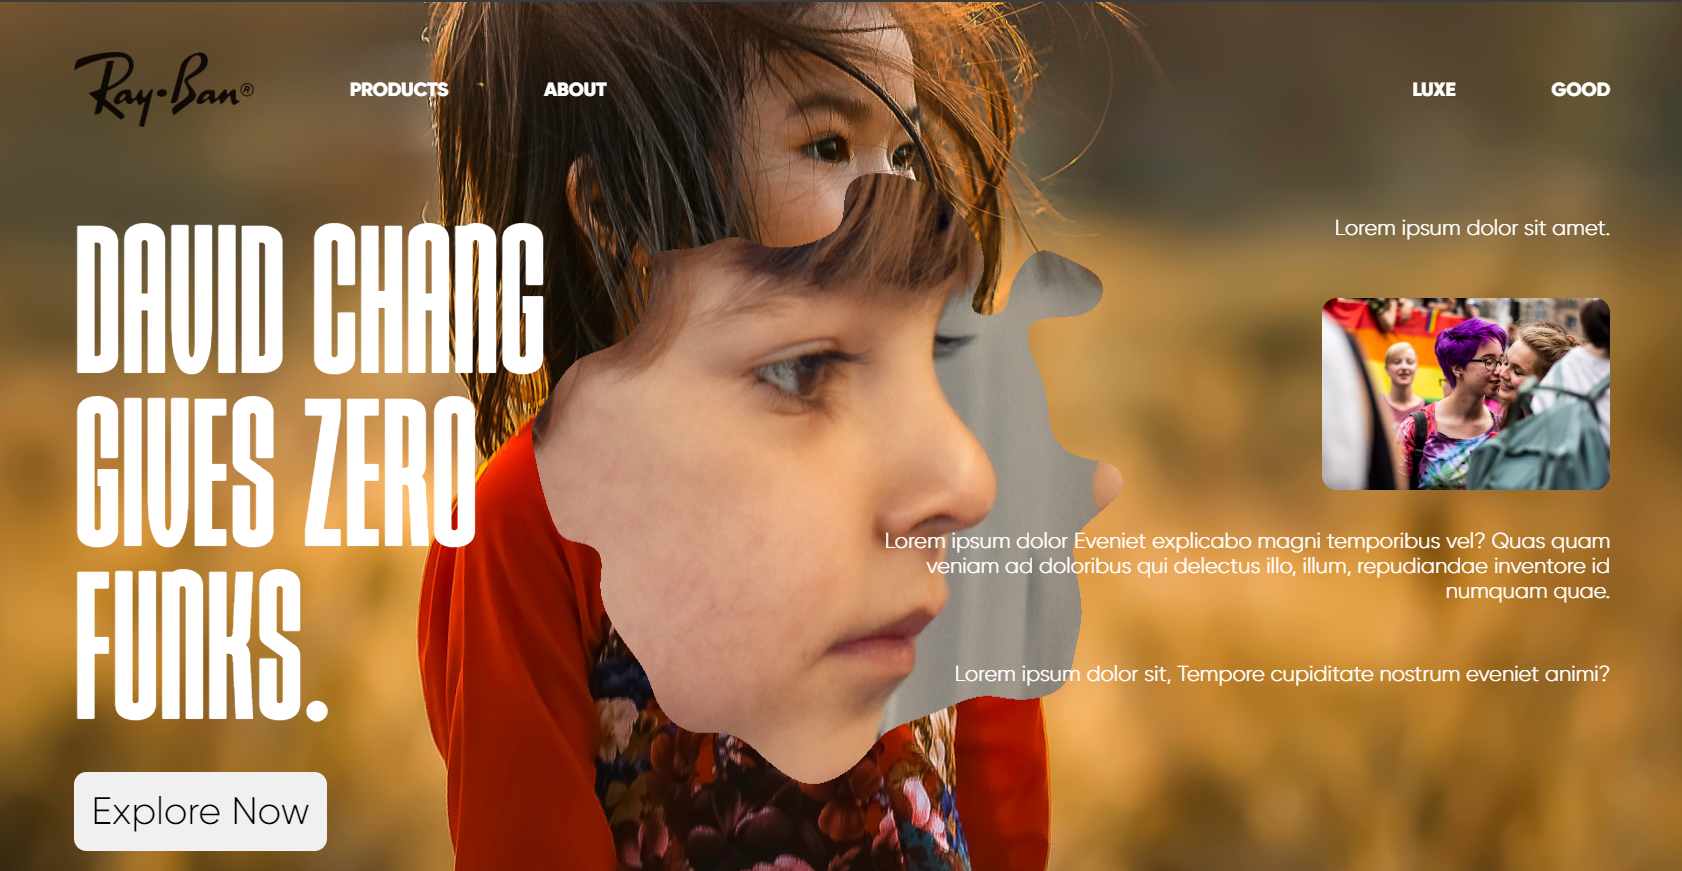 Ray-Ban®
PRODUCTS
ABOUT
LUXE
GOOD
DAVID CHANG
GIVES ZERO
FUNKS.
Explore Now
Lorem ipsum dolor sit amet.
Lorem ipsum dolor Eveniet explicabo magni temporibus vel? Quas quam
veniam ad doloribus qui delectus illo, illum, repudiandae inventore id
numquam quae.
Lorem ipsum dolor sit, Tempore cupiditate nostrum eveniet animi?